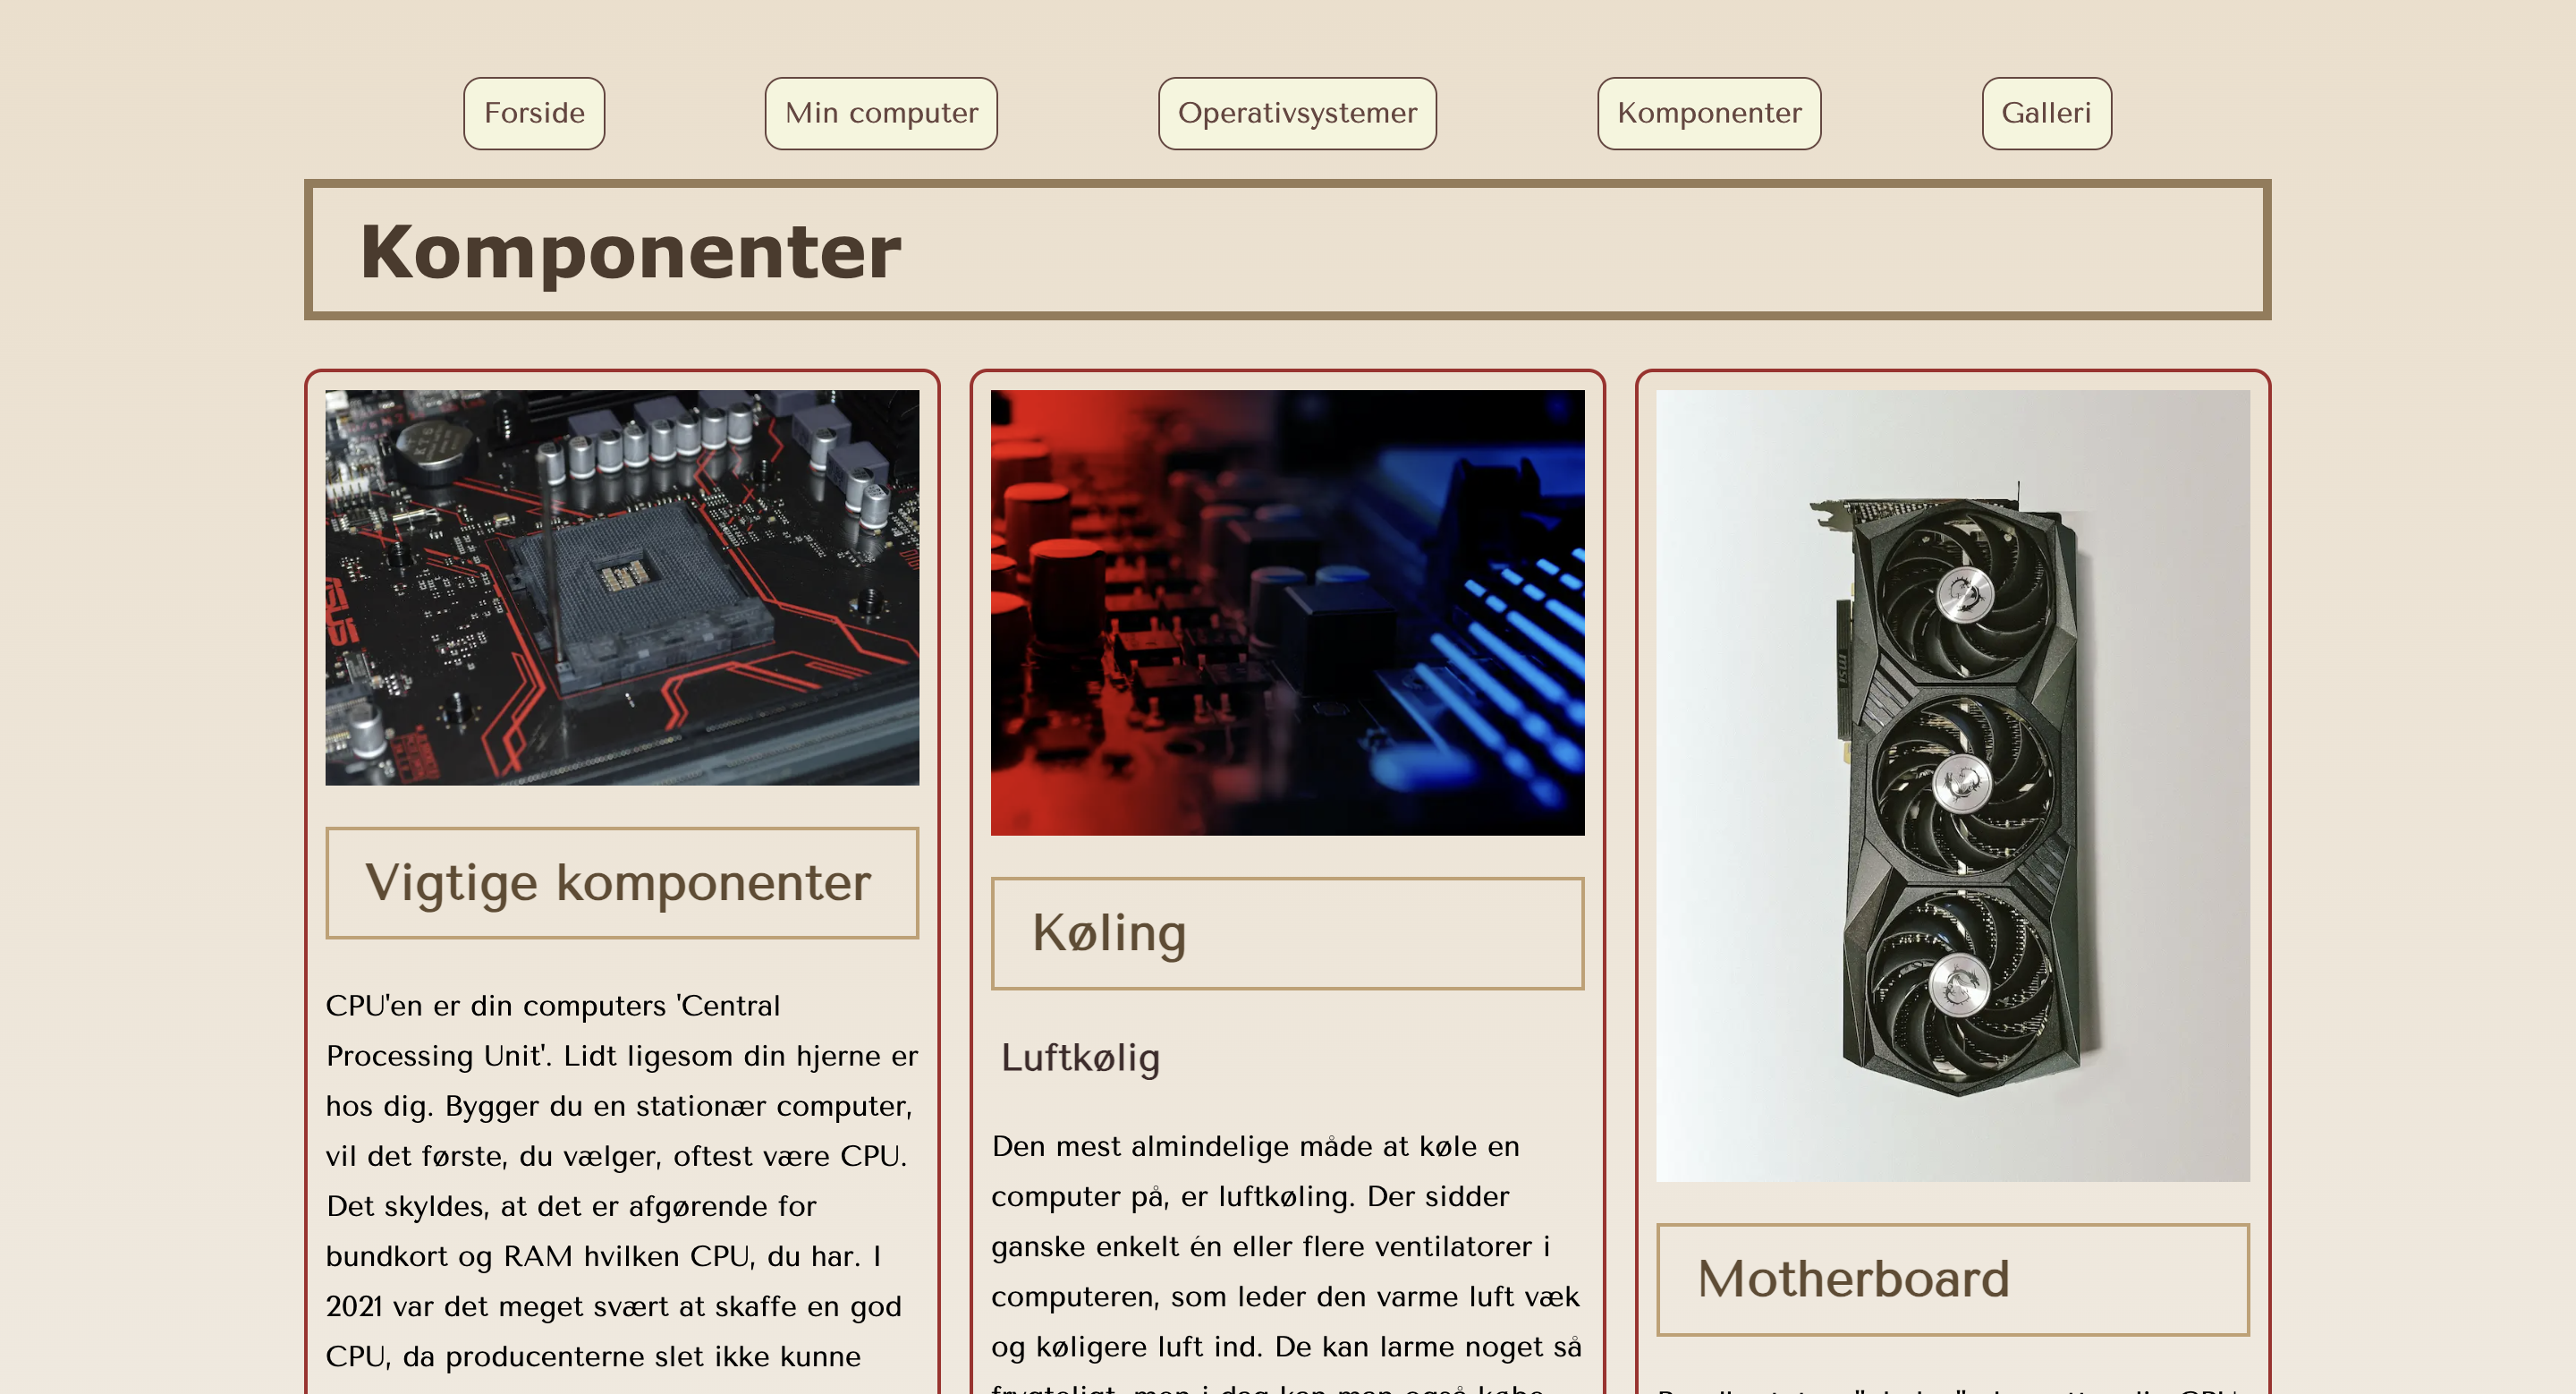 Forside
Min computer
Operativsystemer
Komponenter
Galleri
Komponenter
Vigtige komponenter
CPU'en er din computers 'Central
Processing Unit'. Lidt ligesom din hjerne er
hos dig. Bygger du en stationær computer,
vil det første, du vælger, oftest være CPU.
Det skyldes, at det er afgørende for
bundkort og RAM hvilken CPU, du har. I
2021 var det meget svært at skaffe en god
CPU, da producenterne slet ikke kunne
Køling
Luftkølig
Den mest almindelige måde at køle en
computer på, er luftkøling. Der sidder
ganske enkelt én eller flere ventilatorer i
computeren, som leder den varme luft væk
og køligere luft ind. De kan larme noget så
msi
Motherboard